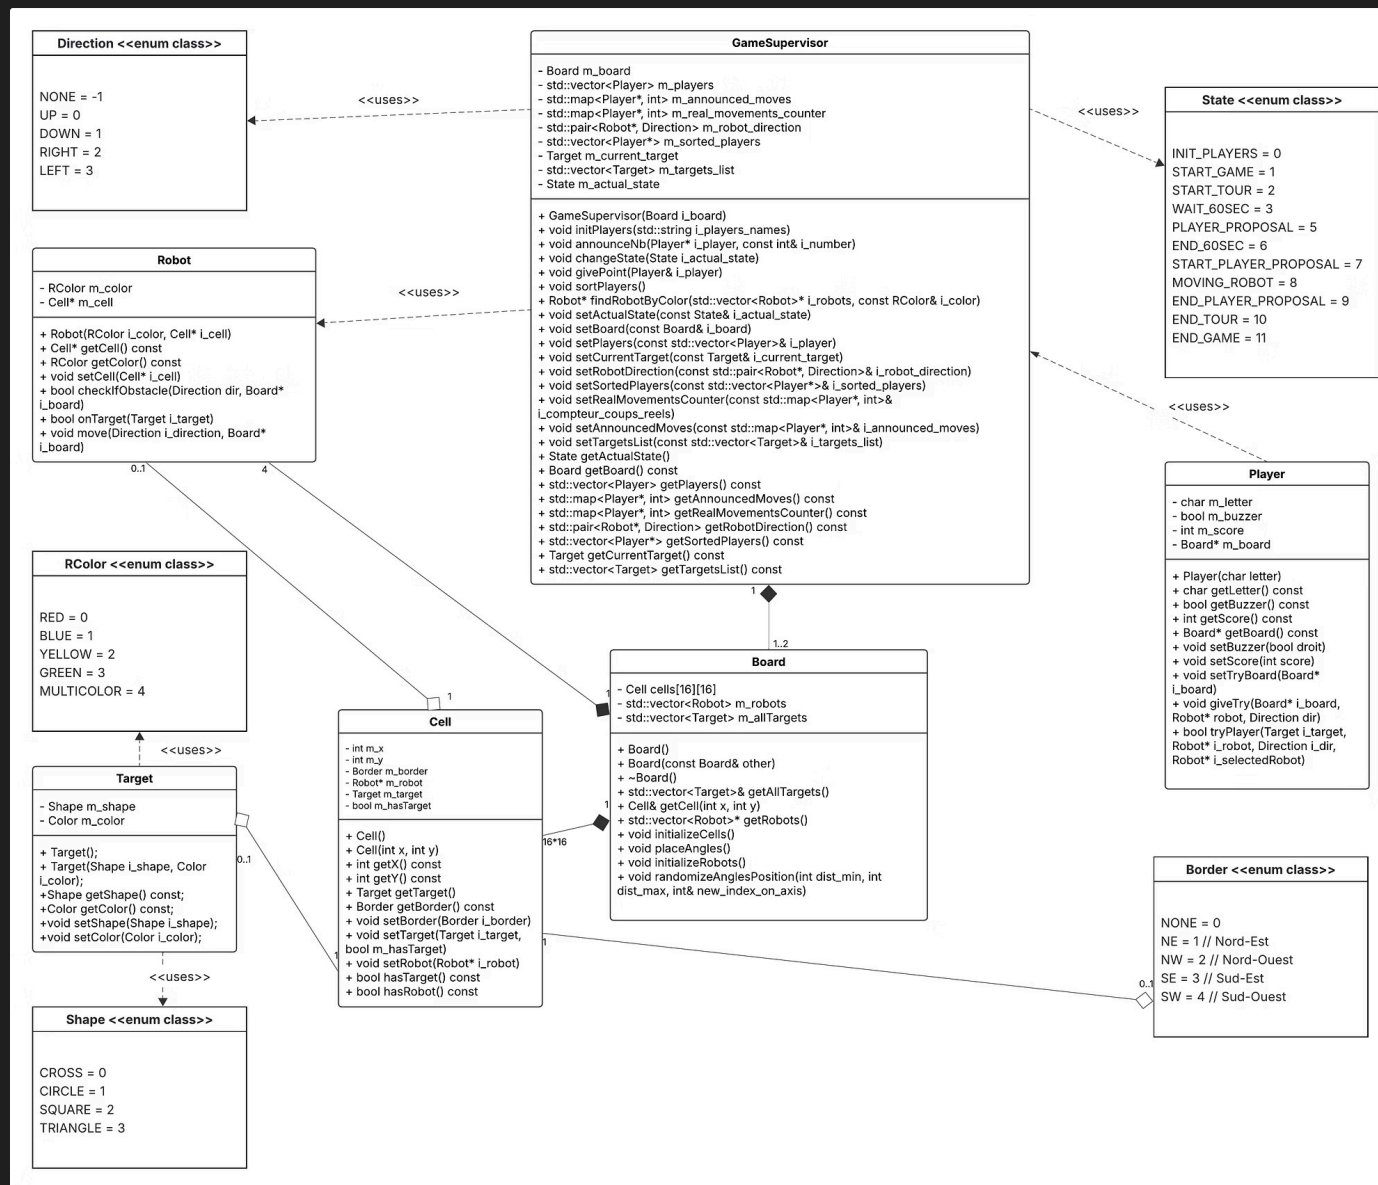 Direction <<enum class>>
NONE = -1
UP = 0
DOWN = 1
RIGHT = 2
LEFT = 3
<<uses>>
GameSupervisor
- Board m_board
- std::vector<Player> m_players
- std::map<Player*, int> m_announced_moves
- std::map<Player*, int> m_real_movements_counter
- std::pair<Robot*, Direction> m_robot_direction
- std::vector<Player*> m_sorted_players
- Target m_current_target
- std::vector<Target> m_targets_list
- State m_actual_state
+ GameSupervisor(Board i_board)
+ void initPlayers(std::string i_players_names)
+ void announceNb(Player* i_player, const int& i_number)
+ void changeState(State i_actual_state)
+ void givePoint(Player& i_player)
+ void sortPlayers()
+ Robot* findRobotByColor(std::vector<Robot>* i_robots, const RColor& i_color)
+ void setActualState(const State& i_actual_state)
+ void setBoard(const Board& i_board)
+ void setPlayers(const std::vector<Player>& i_player)
+ void setCurrentTarget(const Target& i_current_target)
+ void setRobotDirection(const std::pair<Robot*, Direction>& i_robot_direction)
+ void setSortedPlayers(const std::vector<Player*>& i_sorted_players)
+ void setRealMovementsCounter(const std::map<Player*, int>&
i_compteur_coups_reels)
+ void setAnnouncedMoves(const std::map<Player*, int>& i_announced_moves)
+ void setTargetsList(const std::vector<Target>& i_targets_list)
+ State getActualState()
+ Board getBoard() const
+ std::vector<Player> getPlayers() const
+ std::map<Player*, int> getAnnouncedMoves() const
+ std::map<Player*, int> getRealMovementsCounter() const
+ std::pair<Robot*, Direction> getRobotDirection() const
+ std::vector<Player*> getSortedPlayers() const
+ Target getCurrentTarget() const
+ std::vector<Target> getTargetsList() const
<<uses>>
State <<enum class>>
INIT_PLAYERS = 0
START_GAME = 1
START_TOUR = 2
WAIT_60SEC = 3
PLAYER_PROPOSAL = 5
END_60SEC = 6
START_PLAYER_PROPOSAL = 7
MOVING_ROBOT = 8
END_PLAYER_PROPOSAL = 9
END_TOUR = 10
END_GAME = 11
Robot
- RColor m_color
- Cell* m_cell
+ Robot(RColor i_color, Cell* i_cell)
+ Cell* getCell() const
+ RColor getColor() const
+ void setCell(Cell* i_cell)
+ bool checkIfObstacle(Direction dir, Board*
i_board)
+ bool onTarget(Target i_target)
+ void move(Direction i_direction, Board*
i_board)
<<uses>>
0..1
4
<<uses>>
Player
- char m_letter
- bool m_buzzer
- int m_score
- Board* m_board
+ Player(char letter)
+ char getLetter() const
+ bool getBuzzer() const
+ int getScore() const
+ Board* getBoard() const
+ void setBuzzer(bool droit)
+ void setScore(int score)
+ void setTryBoard(Board*
i_board)
+ void giveTry(Board* i_board,
Robot* robot, Direction dir)
+ bool tryPlayer(Target i_target,
Robot* i_robot, Direction i_dir,
Robot* i_selectedRobot)
RColor <<enum class>>
RED = 0
BLUE = 1
YELLOW = 2
GREEN = 3
MULTICOLOR = 4
<<uses>>
1
1..2
Board
- Cell cells[16][16]
- std::vector<Robot> m_robots
- std::vector<Target> m_allTargets
+ Board()
+ Board(const Board& other)
+ ~Board()
+ std::vector<Target>& getAllTargets()
+ Cell& getCell(int x, int y)
+ std::vector<Robot>* getRobots()
+ void initializeCells()
+ void placeAngles()
+ void initializeRobots()
+ void randomizeAnglesPosition(int dist_min, int
dist_max, int& new_index_on_axis)
1
1
1
16*16
Cell
- int m_x
- int m_y
- Border m_border
- Robot* m_robot
- Target m_target
- bool m_hasTarget
+ Cell()
+ Cell(int x, int y)
+ int getX() const
+ int getY() const
+ Target getTarget()
+ Border getBorder() const
+ void setBorder(Border i_border)
+ void setTarget(Target i_target,
bool m_hasTarget)
+ void setRobot(Robot* i_robot)
+ bool hasTarget() const
+ bool hasRobot() const
1
1
Target
- Shape m_shape
- Color m_color
+ Target();
+ Target(Shape i_shape, Color
i_color);
+Shape getShape() const;
+Color getColor() const;
+void setShape(Shape i_shape);
+void setColor(Color i_color);
0..1
<<uses>>
Shape <<enum class>>
CROSS = 0
CIRCLE = 1
SQUARE = 2
TRIANGLE = 3
0..1
Border <<enum class>>
NONE = 0
NE = 1 // Nord-Est
NW = 2 // Nord-Ouest
SE = 3 // Sud-Est
SW = 4 // Sud-Ouest